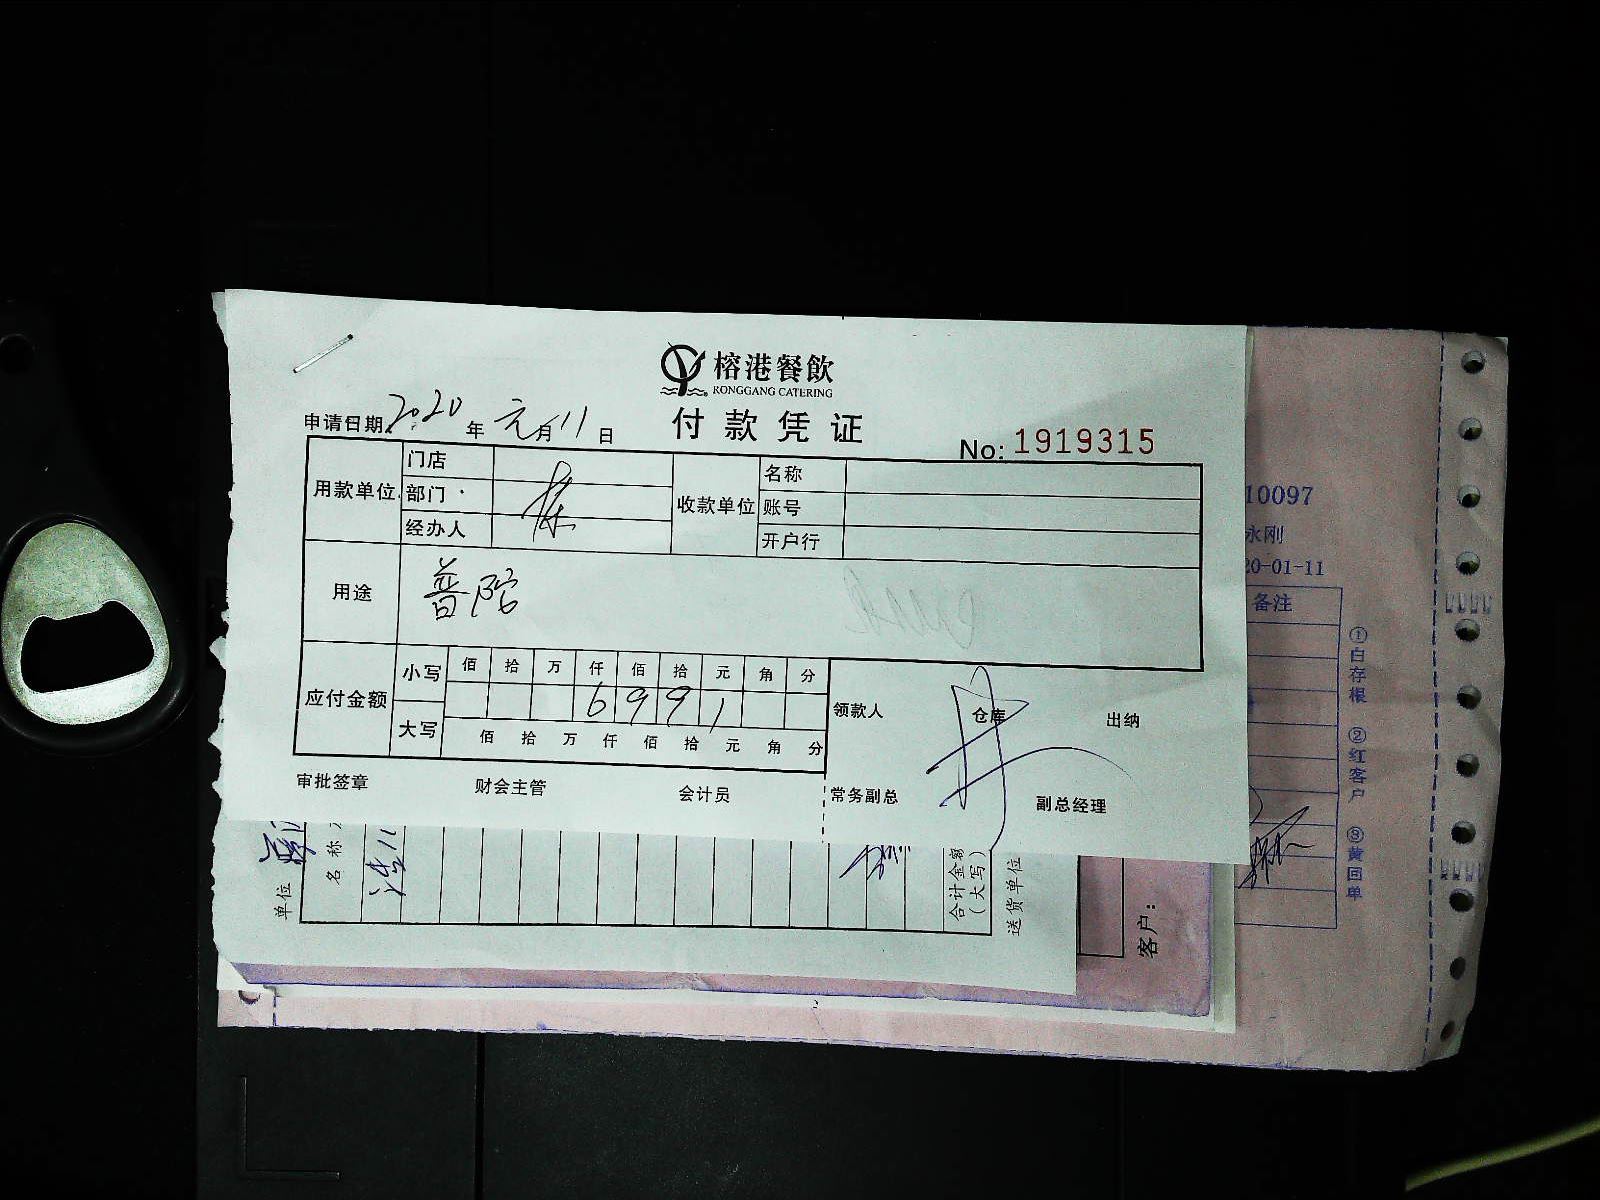 榕港餐飲
RONGGANG CATERING
付款凭证
申请日期 2020 年 元 月 11 日
No: 1919315
用款单位 门店 部门 经办人
收款单位 名称 账号 开户行
用途 普陀
应付金额 小写 佰 拾 万 仟 佰 拾 元 角 分
6 9 9 1
大写 佰 拾 万 仟 佰 拾 元 角 分
领款人 仓库 出纳
审批签章 财会主管 会计员 常务副总 副总经理
10097
永刚
20-01-11
备注
①白存根 ②红客户 ③黄回单
单位
名称
合计金额
(大写)
送货单位
客户: